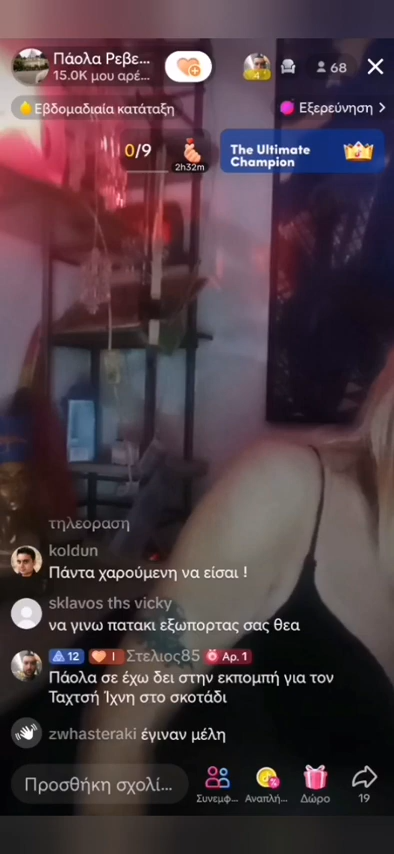 Πάολα Ρεβε...
15.0K μου αρέ...
4
68
Εβδομαδιαία κατάταξη
Εξερεύνηση >
0/9
2h32m
The Ultimate
Champion
τηλεοραση
koldun
Πάντα χαρούμενη να είσαι !
sklavos ths vicky
να γινω πατακι εξωπορτας σας θεα
12 I Στελιος85 Αρ. 1
Πάολα σε έχω δει στην εκπομπή για τον
Ταχτσή Ίχνη στο σκοτάδι
zwhasteraki έγιναν μέλη
Προσθήκη σχολί...
Συνεμφ...
Αναπλή...
Δώρο
19